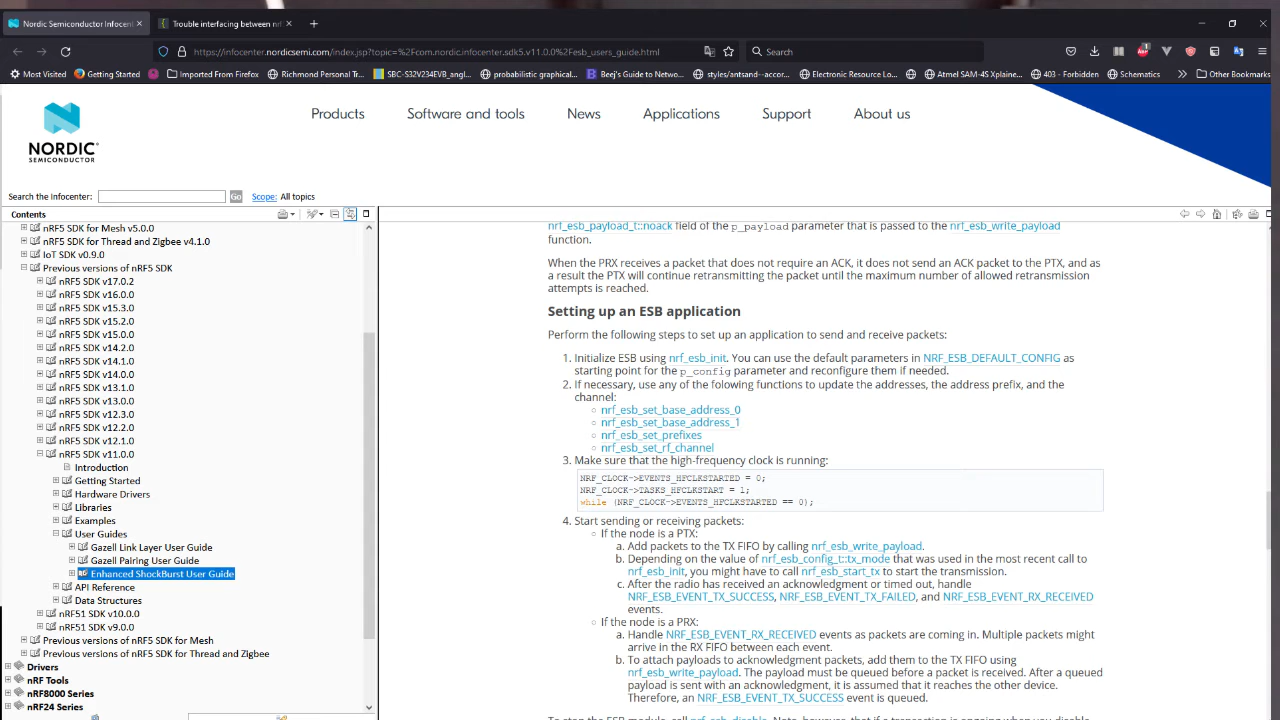 Nordic Semiconductor Infocen
Trouble interfacing between nrf
https://infocenter.nordicsemi.com/index.jsp?topic=%2Fcom.nordic.infocenter.sdk5.v11.0.0%2Fesb_users_guide.html
Search
Most Visited
Getting Started
Imported From Firefox
Richmond Personal Tr...
SBC-S32V234EVB_angl...
probabilistic graphical...
Beej's Guide to Netwo...
styles/antsand--accor...
Electronic Resource Lo...
Atmel SAM-4S Xplaine...
403 - Forbidden
Schematics
Other Bookmarks
NORDIC
SEMICONDUCTOR
Products
Software and tools
News
Applications
Support
About us
Search the Infocenter:
Go
Scope: All topics
Contents
nRF5 SDK for Mesh v5.0.0
nRF5 SDK for Thread and Zigbee v4.1.0
IoT SDK v0.9.0
Previous versions of nRF5 SDK
nRF5 SDK v17.0.2
nRF5 SDK v16.0.0
nRF5 SDK v15.3.0
nRF5 SDK v15.2.0
nRF5 SDK v15.0.0
nRF5 SDK v14.2.0
nRF5 SDK v14.1.0
nRF5 SDK v14.0.0
nRF5 SDK v13.1.0
nRF5 SDK v13.0.0
nRF5 SDK v12.3.0
nRF5 SDK v12.2.0
nRF5 SDK v12.1.0
nRF5 SDK v11.0.0
Introduction
Getting Started
Hardware Drivers
Libraries
Examples
User Guides
Gazell Link Layer User Guide
Gazell Pairing User Guide
Enhanced ShockBurst User Guide
API Reference
Data Structures
nRF51 SDK v10.0.0
nRF51 SDK v9.0.0
Previous versions of nRF5 SDK for Mesh
Previous versions of nRF5 SDK for Thread and Zigbee
Drivers
nRF Tools
nRF8000 Series
nRF24 Series
nrf_esb_payload_t::noack field of the p_payload parameter that is passed to the nrf_esb_write_payload
function.
When the PRX receives a packet that does not require an ACK, it does not send an ACK packet to the PTX, and as
a result the PTX will continue retransmitting the packet until the maximum number of allowed retransmission
attempts is reached.
Setting up an ESB application
Perform the following steps to set up an application to send and receive packets:
1. Initialize ESB using nrf_esb_init. You can use the default parameters in NRF_ESB_DEFAULT_CONFIG as
starting point for the p_config parameter and reconfigure them if needed.
2. If necessary, use any of the folowing functions to update the addresses, the address prefix, and the
channel:
nrf_esb_set_base_address_0
nrf_esb_set_base_address_1
nrf_esb_set_prefixes
nrf_esb_set_rf_channel
3. Make sure that the high-frequency clock is running:
NRF_CLOCK->EVENTS_HFCLKSTARTED = 0;
NRF_CLOCK->TASKS_HFCLKSTART = 1;
while (NRF_CLOCK->EVENTS_HFCLKSTARTED == 0);
4. Start sending or receiving packets:
If the node is a PTX:
a. Add packets to the TX FIFO by calling nrf_esb_write_payload.
b. Depending on the value of nrf_esb_config_t::tx_mode that was used in the most recent call to
nrf_esb_init, you might have to call nrf_esb_start_tx to start the transmission.
c. After the radio has received an acknowledgment or timed out, handle
NRF_ESB_EVENT_TX_SUCCESS, NRF_ESB_EVENT_TX_FAILED, and NRF_ESB_EVENT_RX_RECEIVED
events.
If the node is a PRX:
a. Handle NRF_ESB_EVENT_RX_RECEIVED events as packets are coming in. Multiple packets might
arrive in the RX FIFO between each event.
b. To attach payloads to acknowledgment packets, add them to the TX FIFO using
nrf_esb_write_payload. The payload must be queued before a packet is received. After a queued
payload is sent with an acknowledgment, it is assumed that it reaches the other device.
Therefore, an NRF_ESB_EVENT_TX_SUCCESS event is queued.